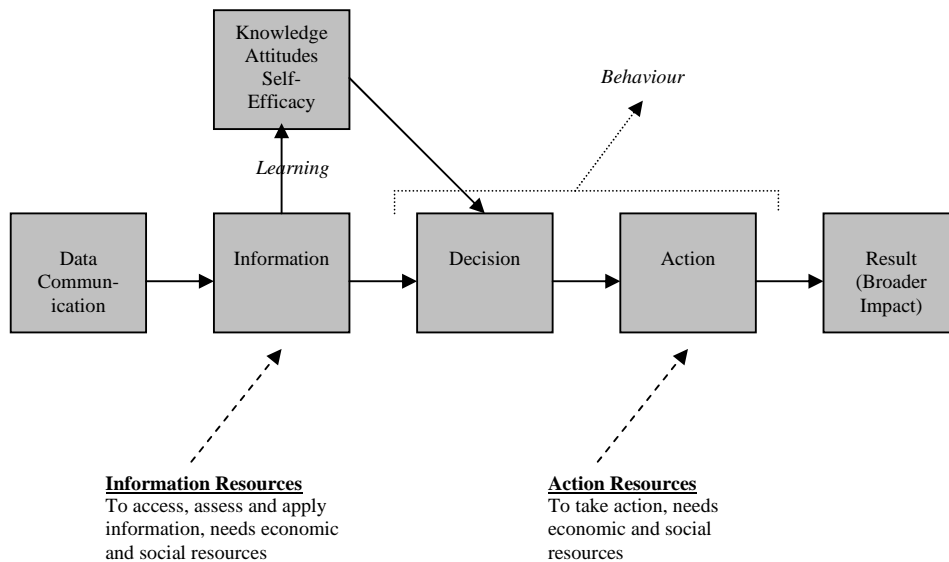 Knowledge
Attitudes
Self-
Efficacy
Behaviour
Learning
Data
Commun-
ication
Information
Decision
Action
Result
(Broader
Impact)
Information Resources
To access, assess and apply
information, needs economic
and social resources
Action Resources
To take action, needs
economic and social
resources